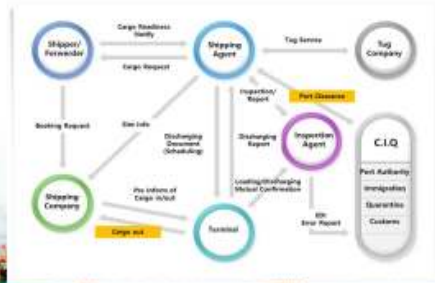 Cargo Readiness
Notify
Shipper/
Forwarder
Shipping
Agent
Tug Service
Tug
Company
Cargo Request
Inspection/
Report
Port Clearance
Booking Request
Discharging
Document
(Scheduling)
Discharging
Report
Inspection
Agent
C.I.Q
Port Authority
Immigration
Quarantine
Customs
Loading/Discharging
Mutual Confirmation
Shipping
Company
Pre Inform of
Cargo in/out
Cargo out
Terminal
EDI
Error Report